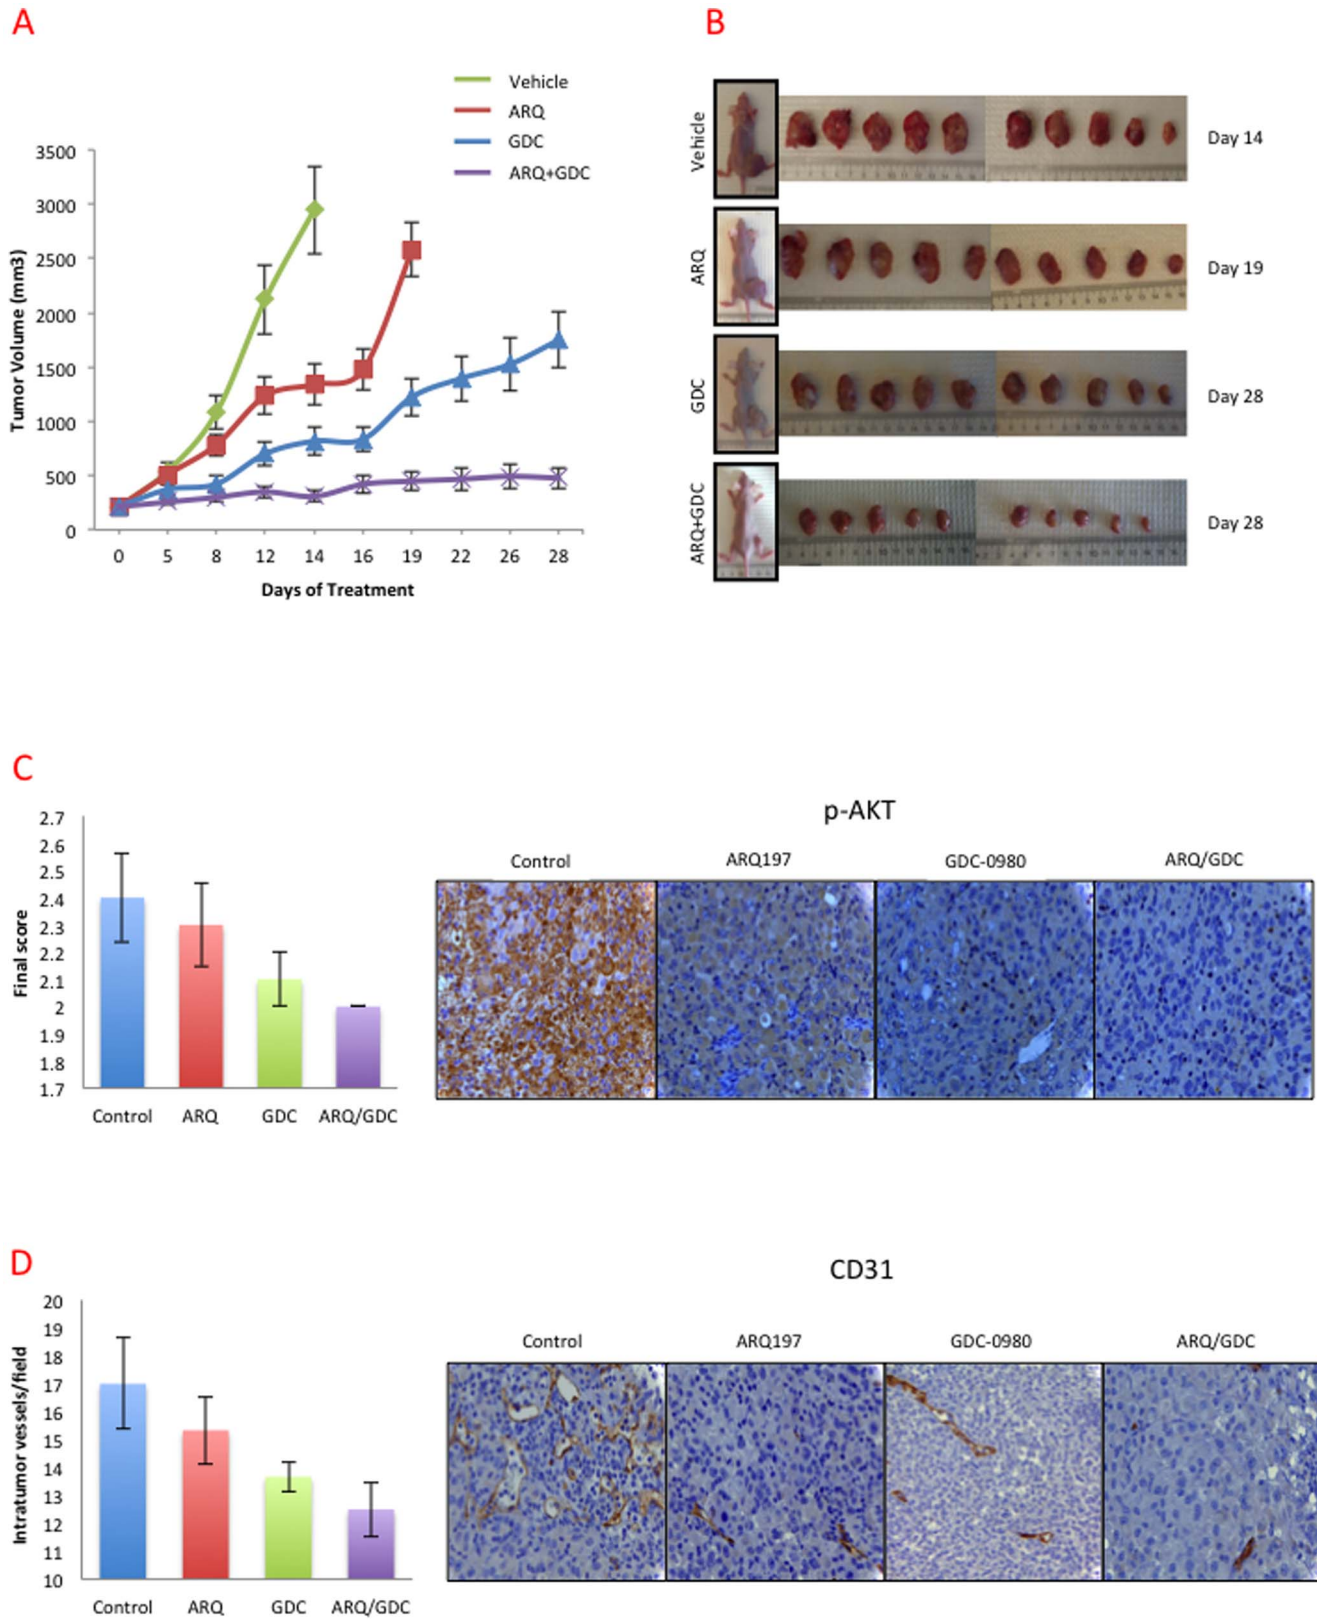 A
B
Vehicle
ARQ
GDC
ARQ+GDC
3500
3000
2500
2000
1500
1000
500
0
Tumor Volume (mm3)
0 5 8 12 14 16 19 22 26 28
Days of Treatment
Vehicle
Day 14
ARQ
Day 19
GDC
Day 28
ARQ+GDC
Day 28
C
p-AKT
2.7
2.6
2.5
2.4
2.3
2.2
2.1
2
1.9
1.8
1.7
Final score
Control ARQ GDC ARQ/GDC
Control ARQ197 GDC-0980 ARQ/GDC
D
CD31
20
19
18
17
16
15
14
13
12
11
10
Intratumor vessels/field
Control ARQ GDC ARQ/GDC
Control ARQ197 GDC-0980 ARQ/GDC